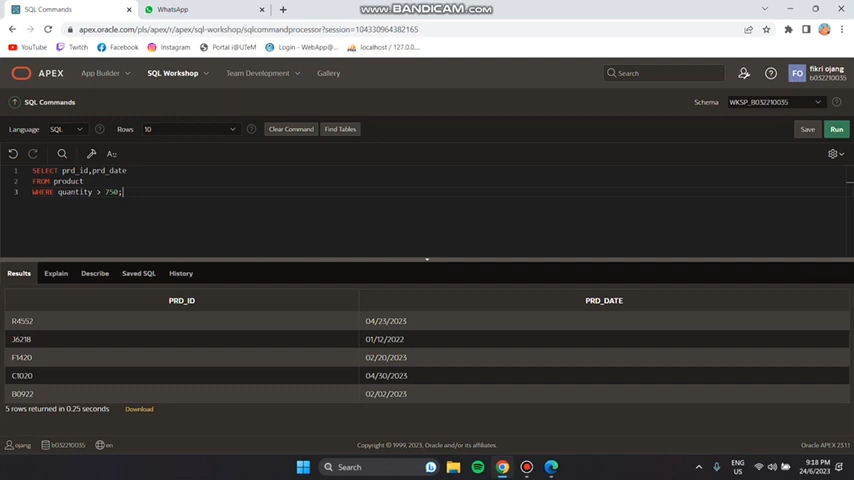 SQL Commands
WhatsApp
WWW.BANDICAM.COM
apex.oracle.com/pls/apex/r/apex/sql-workshop/sqlcommandprocessor?session=104330964382165
YouTube Twitch Facebook Instagram Portal @UTeM Login - WebApp@... localhost / 127.0.0...
APEX App Builder SQL Workshop Team Development Gallery Search FO fikri ojang
b032210035
SQL Commands Schema WKSP_B032210035
Language SQL Rows 10 Clear Command Find Tables Save Run
1 SELECT prd_id,prd_date
2 FROM product
3 WHERE quantity > 750;
Results Explain Describe Saved SQL History
PRD_ID PRD_DATE
R4552 04/23/2023
J6218 01/12/2022
F1420 02/20/2023
C1020 04/30/2023
B0922 02/02/2023
5 rows returned in 0.25 seconds Download
ojang b032210035 en Copyright © 1999, 2023, Oracle and/or its affiliates. Oracle APEX 23.1.1
Search ENG 9:18 PM
US 24/6/2023